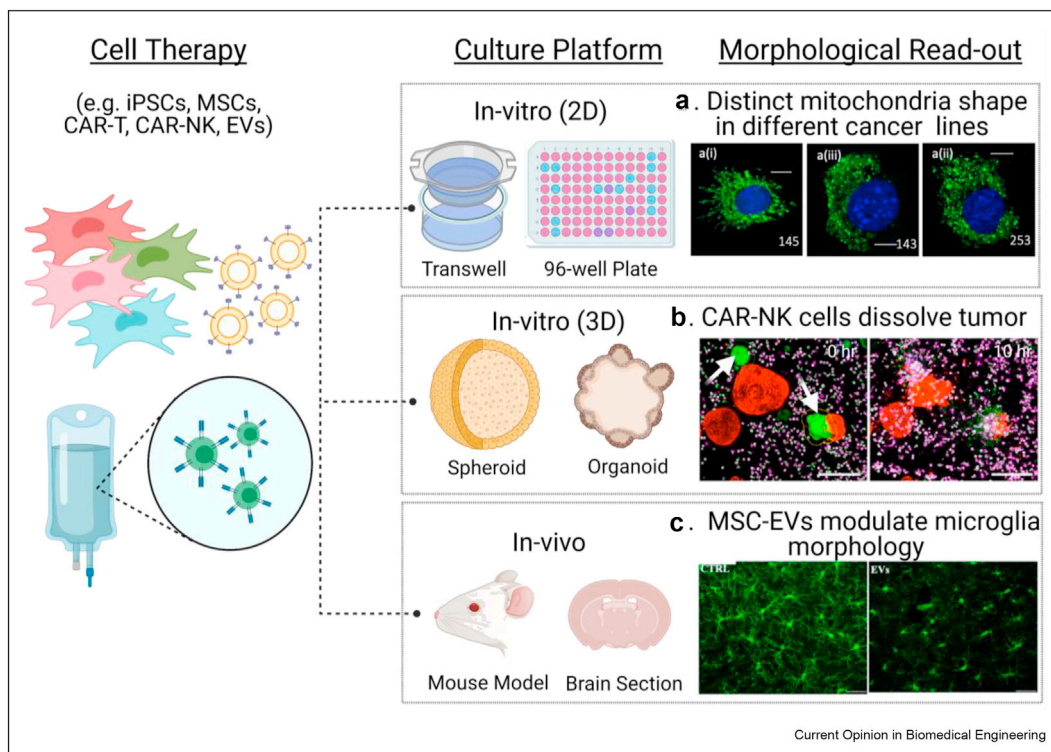 Cell Therapy
(e.g. iPSCs, MSCs,
CAR-T, CAR-NK, EVs)
Culture Platform
Morphological Read-out
In-vitro (2D)
Transwell
96-well Plate
a. Distinct mitochondria shape
in different cancer lines
a(i)
145
a(iii)
143
a(ii)
253
In-vitro (3D)
Spheroid
Organoid
b. CAR-NK cells dissolve tumor
0 hr
10 hr
In-vivo
Mouse Model
Brain Section
c. MSC-EVs modulate microglia
morphology
CTRL
EVs
Current Opinion in Biomedical Engineering